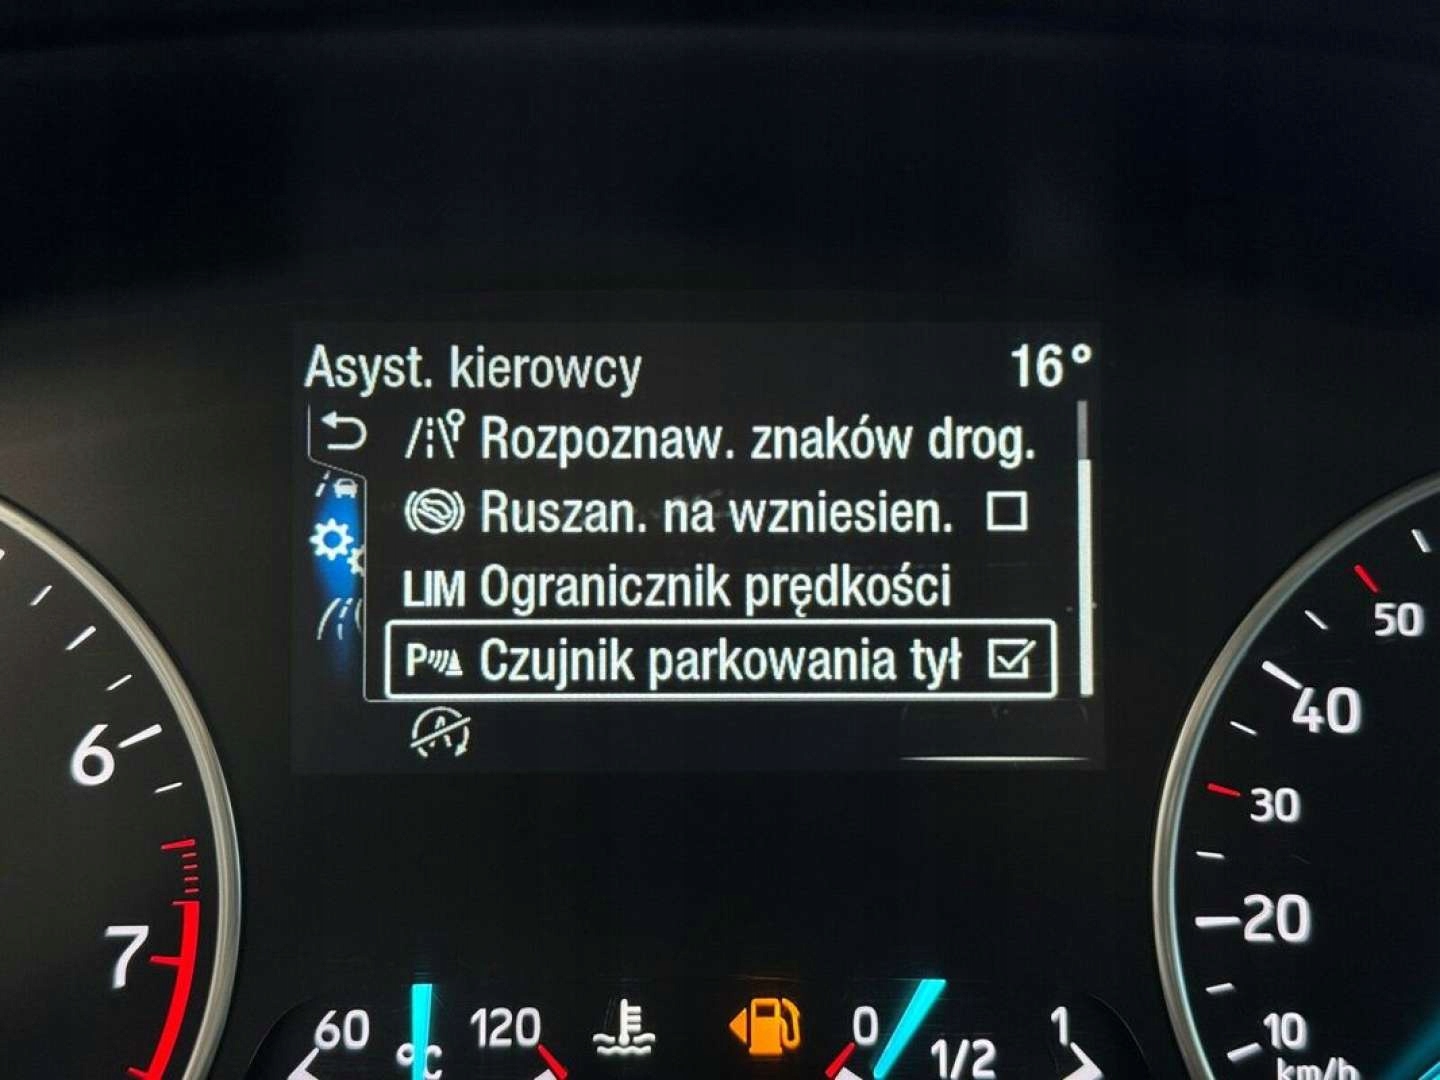 Asyst. kierowcy 16°
Rozpoznaw. znaków drog.
Ruszan. na wzniesien.
LIM Ogranicznik prędkości
P Czujnik parkowania tył
A
6
7
50
40
30
20
10
km/h
60 °C 120
0 1/2 1